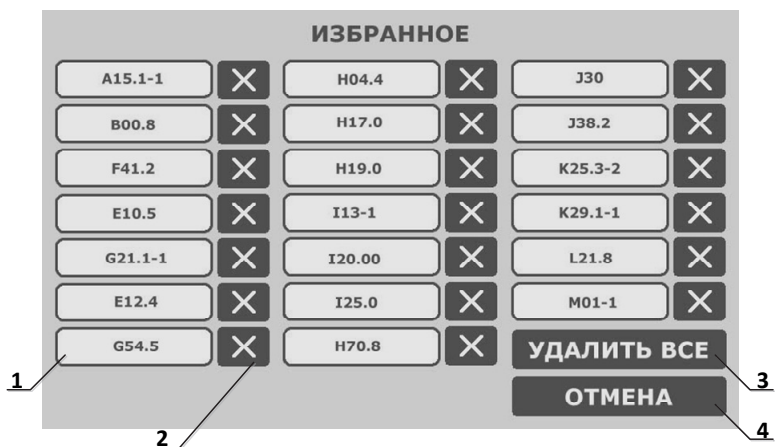 ИЗБРАННОЕ
A15.1-1 H04.4 J30
B00.8 H17.0 J38.2
F41.2 H19.0 K25.3-2
E10.5 I13-1 K29.1-1
G21.1-1 I20.00 L21.8
E12.4 I25.0 M01-1
G54.5 H70.8 УДАЛИТЬ ВСЕ
ОТМЕНА
1
2
3
4